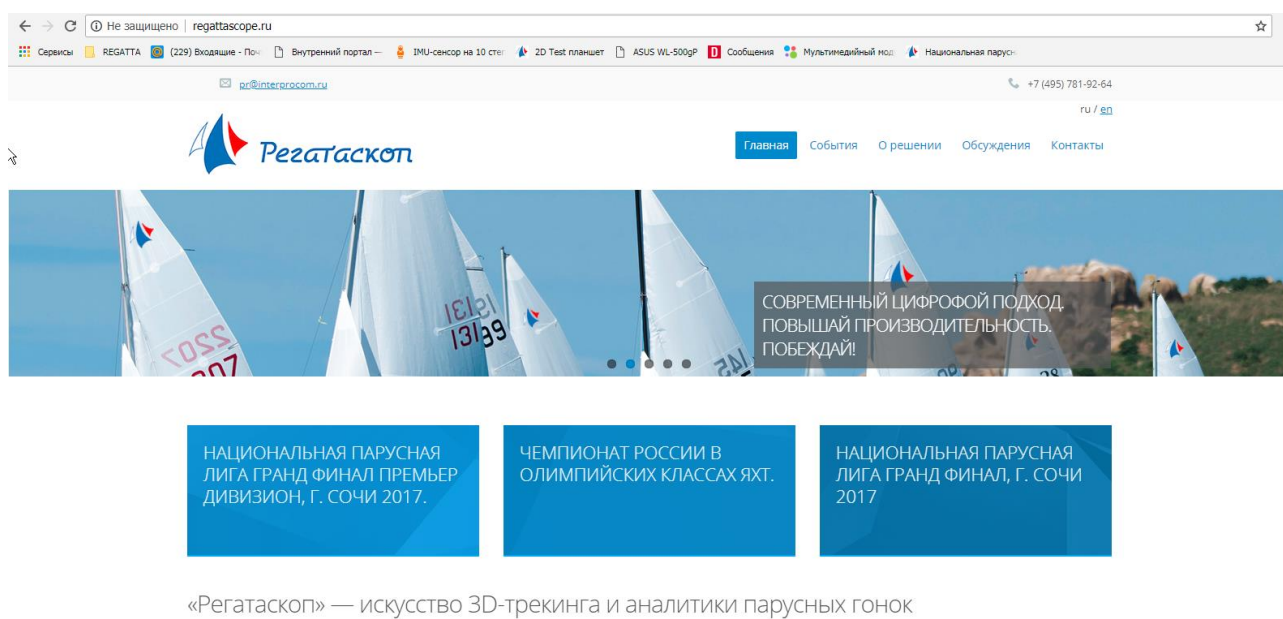 Не защищено | regattascope.ru
Сервисы REGATTA (229) Входящие - Поч Внутренний портал — IMU-сенсор на 10 стег 2D Test планшет ASUS WL-500gP Сообщения Мультимедийный мод Национальная парусн
pr@interprocom.ru +7 (495) 781-92-64
ru / en
Регатаскоп
Главная События О решении Обсуждения Контакты
СОВРЕМЕННЫЙ ЦИФРОФОЙ ПОДХОД.
ПОВЫШАЙ ПРОИЗВОДИТЕЛЬНОСТЬ.
ПОБЕЖДАЙ!
НАЦИОНАЛЬНАЯ ПАРУСНАЯ
ЛИГА ГРАНД ФИНАЛ ПРЕМЬЕР
ДИВИЗИОН, Г. СОЧИ 2017.
ЧЕМПИОНАТ РОССИИ В
ОЛИМПИЙСКИХ КЛАССАХ ЯХТ.
НАЦИОНАЛЬНАЯ ПАРУСНАЯ
ЛИГА ГРАНД ФИНАЛ, Г. СОЧИ
2017
«Регатаскоп» — искусство 3D-трекинга и аналитики парусных гонок